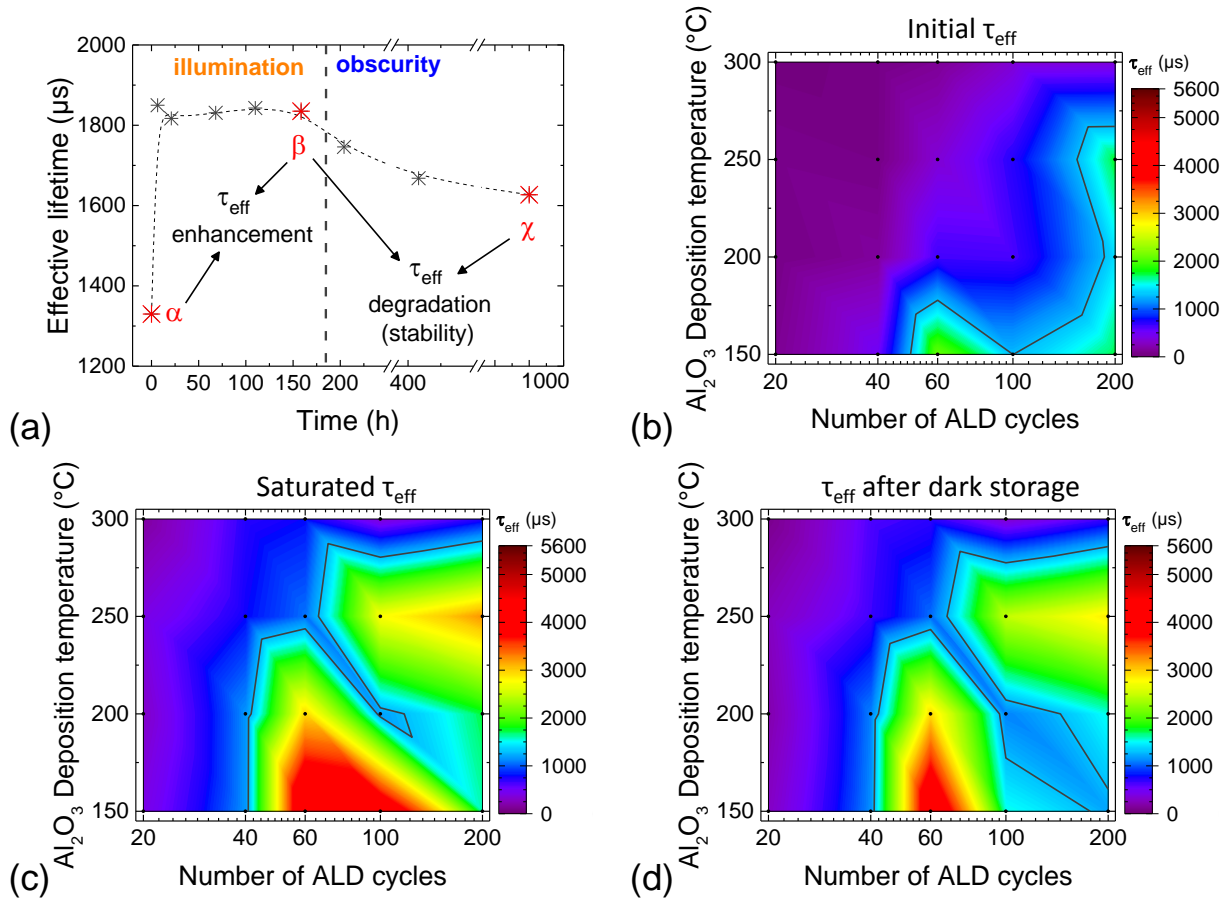 2000
1800
1600
1400
1200
Effective lifetime (µs)
illumination
obscurity
α
β
χ
τeff
enhancement
τeff
degradation
(stability)
0 50 100 150 200 400 1000
Time (h)
(a)
Initial τeff
300
250
200
150
Al2O3 Deposition temperature (°C)
20 40 60 100 200
Number of ALD cycles
τeff (µs)
5600
5000
4000
3000
2000
1000
0
(b)
Saturated τeff
300
250
200
150
Al2O3 Deposition temperature (°C)
20 40 60 100 200
Number of ALD cycles
τeff (µs)
5600
5000
4000
3000
2000
1000
0
(c)
τeff after dark storage
300
250
200
150
Al2O3 Deposition temperature (°C)
20 40 60 100 200
Number of ALD cycles
τeff (µs)
5600
5000
4000
3000
2000
1000
0
(d)